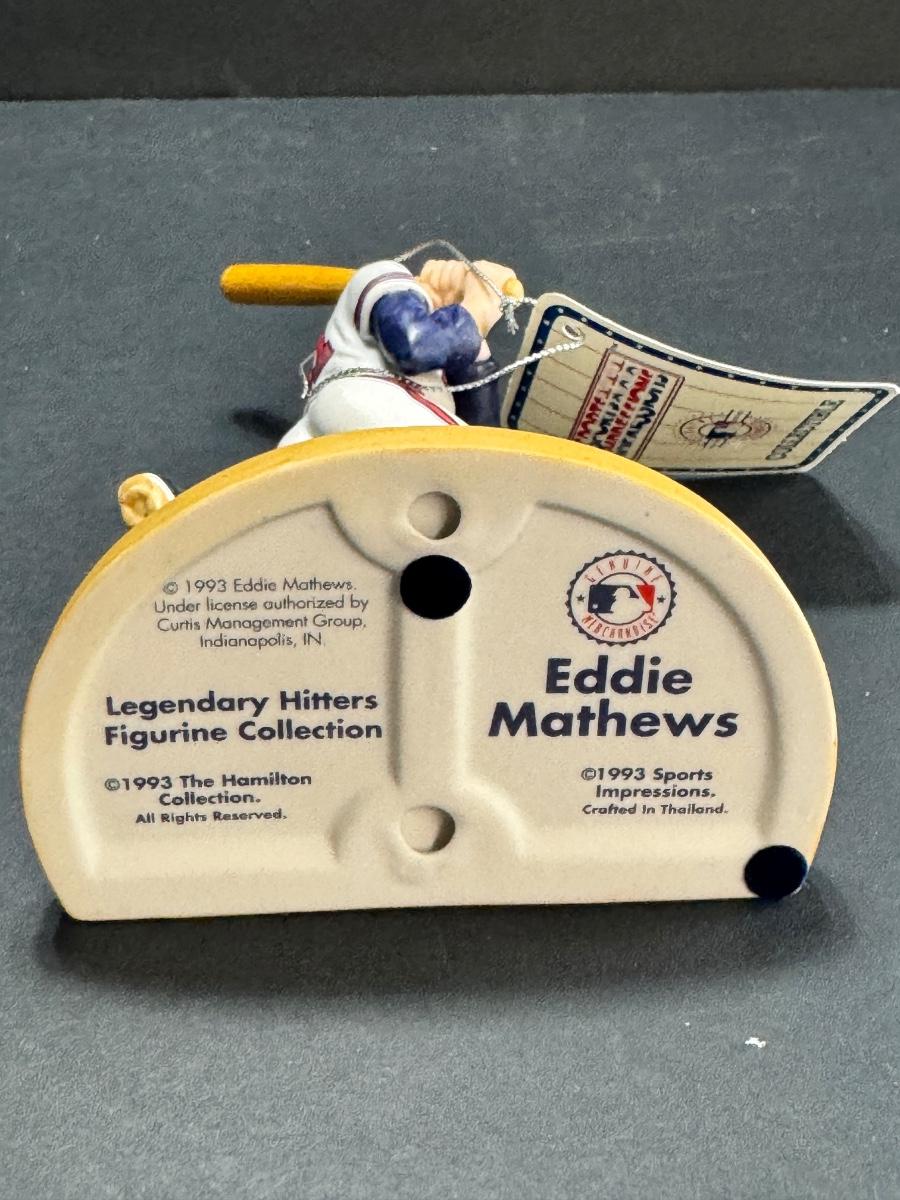 © 1993 Eddie Mathews.
Under license authorized by
Curtis Management Group,
Indianapolis, IN.
Legendary Hitters
Figurine Collection
©1993 The Hamilton
Collection.
All Rights Reserved.
GENUINE
MERCHANDISE
Eddie
Mathews
©1993 Sports
Impressions.
Crafted In Thailand.
COLLECTIBLE